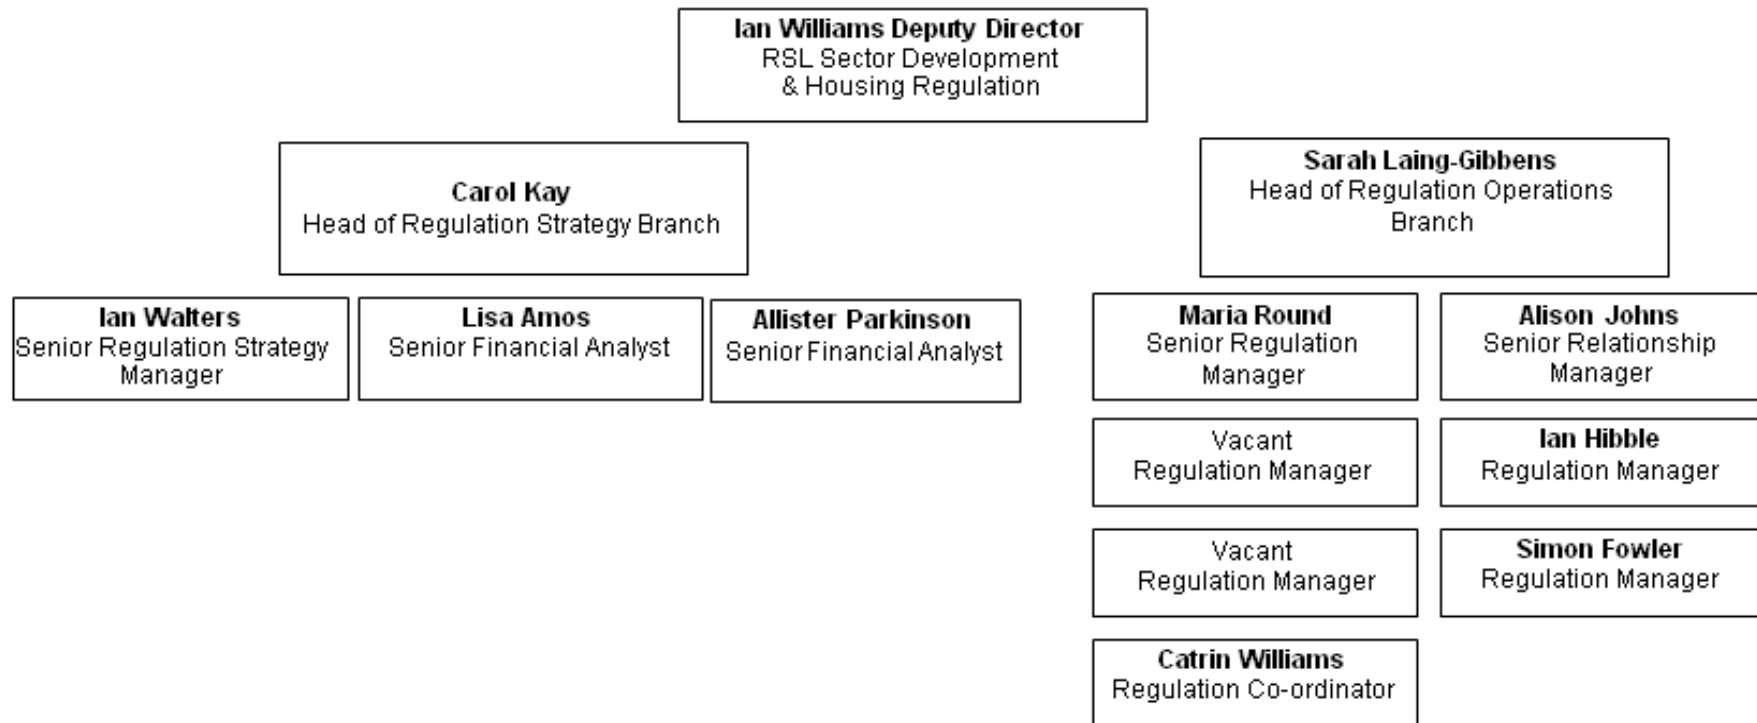 Ian Williams Deputy Director
RSL Sector Development
& Housing Regulation
Carol Kay
Head of Regulation Strategy Branch
Sarah Laing-Gibbens
Head of Regulation Operations
Branch
Ian Walters
Senior Regulation Strategy
Manager
Lisa Amos
Senior Financial Analyst
Allister Parkinson
Senior Financial Analyst
Maria Round
Senior Regulation
Manager
Alison Johns
Senior Relationship
Manager
Vacant
Regulation Manager
Ian Hibble
Regulation Manager
Vacant
Regulation Manager
Simon Fowler
Regulation Manager
Catrin Williams
Regulation Co-ordinator